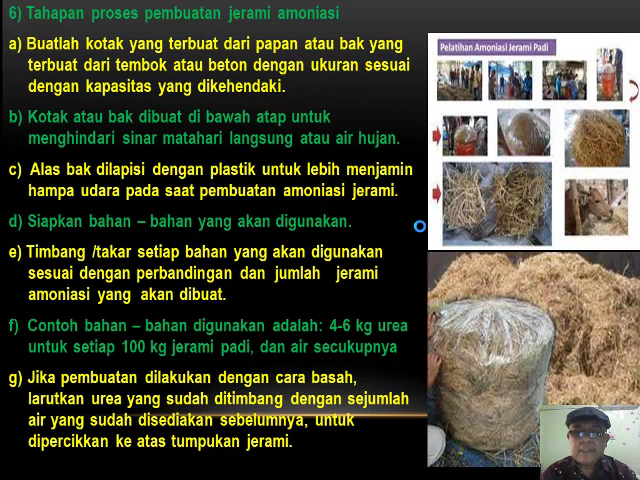 6) Tahapan proses pembuatan jerami amoniasi
a) Buatlah kotak yang terbuat dari papan atau bak yang
terbuat dari tembok atau beton dengan ukuran sesuai
dengan kapasitas yang dikehendaki.
b) Kotak atau bak dibuat di bawah atap untuk
menghindari sinar matahari langsung atau air hujan.
c) Alas bak dilapisi dengan plastik untuk lebih menjamin
hampa udara pada saat pembuatan amoniasi jerami.
d) Siapkan bahan – bahan yang akan digunakan.
e) Timbang /takar setiap bahan yang akan digunakan
sesuai dengan perbandingan dan jumlah jerami
amoniasi yang akan dibuat.
f) Contoh bahan – bahan digunakan adalah: 4-6 kg urea
untuk setiap 100 kg jerami padi, dan air secukupnya
g) Jika pembuatan dilakukan dengan cara basah,
larutkan urea yang sudah ditimbang dengan sejumlah
air yang sudah disediakan sebelumnya, untuk
dipercikkan ke atas tumpukan jerami.
Pelatihan Amoniasi Jerami Padi